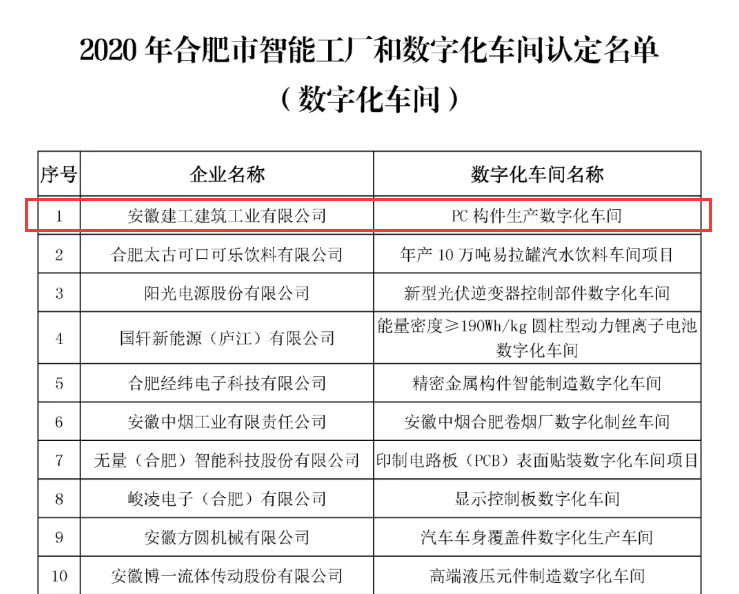 2020 年合肥市智能工厂和数字化车间认定名单
（数字化车间）
序号 企业名称 数字化车间名称
1 安徽建工建筑工业有限公司 PC 构件生产数字化车间
2 合肥太古可口可乐饮料有限公司 年产 10 万吨易拉罐汽水饮料车间项目
3 阳光电源股份有限公司 新型光伏逆变器控制部件数字化车间
4 国轩新能源（庐江）有限公司 能量密度≥190Wh/kg 圆柱型动力锂离子电池
数字化车间
5 合肥经纬电子科技有限公司 精密金属构件智能制造数字化车间
6 安徽中烟工业有限责任公司 安徽中烟合肥卷烟厂数字化制丝车间
7 无量（合肥）智能科技股份有限公司 印制电路板（PCB）表面贴装数字化车间项目
8 峻凌电子（合肥）有限公司 显示控制板数字化车间
9 安徽方圆机械有限公司 汽车车身覆盖件数字化生产车间
10 安徽博一流体传动股份有限公司 高端液压元件制造数字化车间